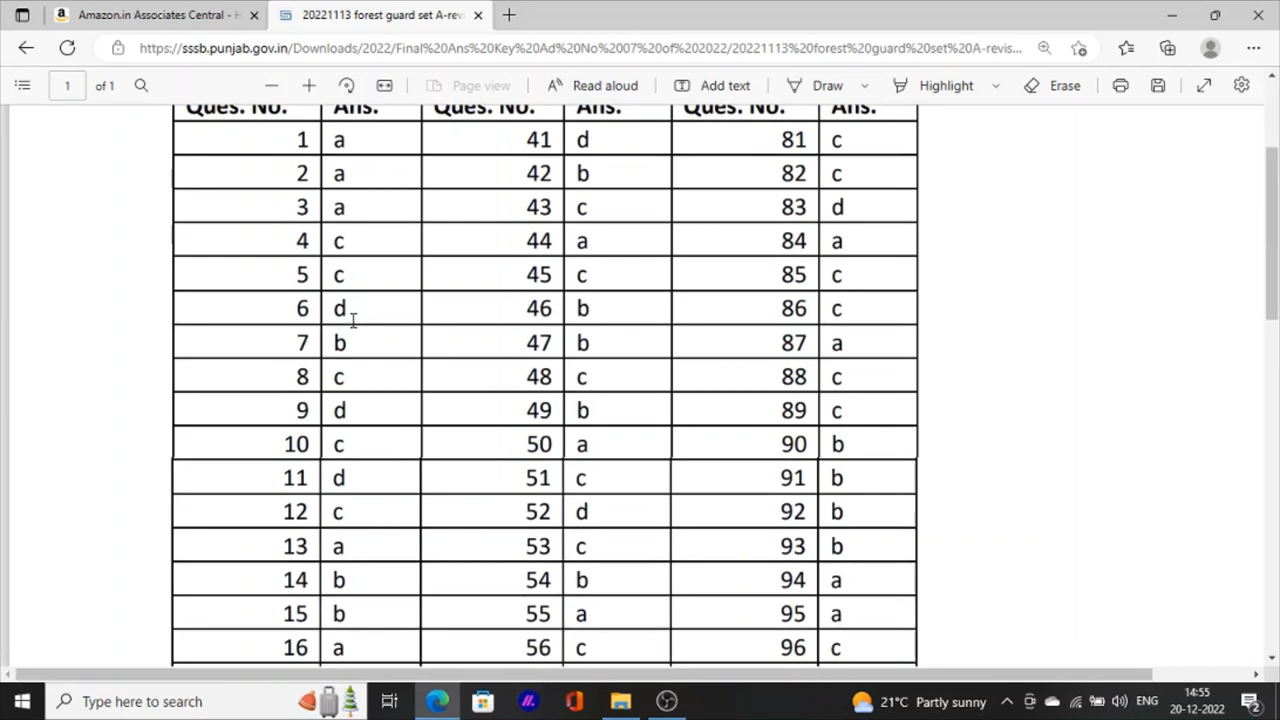 Amazon.in Associates Central - H
20221113 forest guard set A-rev
https://sssb.punjab.gov.in/Downloads/2022/Final%20Ans%20Key%20Ad%20No%2007%20of%202022/20221113%20forest%20guard%20set%20A-revis...
1 of 1 Page view Read aloud Add text Draw Highlight Erase
Ques. No. Ans. Ques. No. Ans. Ques. No. Ans.
1 a 41 d 81 c
2 a 42 b 82 c
3 a 43 c 83 d
4 c 44 a 84 a
5 c 45 c 85 c
6 d 46 b 86 c
7 b 47 b 87 a
8 c 48 c 88 c
9 d 49 b 89 c
10 c 50 a 90 b
11 d 51 c 91 b
12 c 52 d 92 b
13 a 53 c 93 b
14 b 54 b 94 a
15 b 55 a 95 a
16 a 56 c 96 c
Type here to search 21°C Partly sunny ENG 14:55
20-12-2022 2